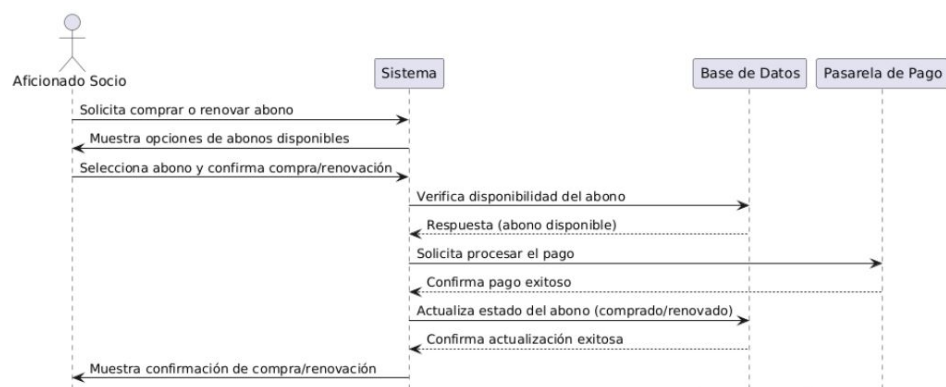 Aficionado Socio
Sistema
Base de Datos
Pasarela de Pago
Solicita comprar o renovar abono
Muestra opciones de abonos disponibles
Selecciona abono y confirma compra/renovación
Verifica disponibilidad del abono
Respuesta (abono disponible)
Solicita procesar el pago
Confirma pago exitoso
Actualiza estado del abono (comprado/renovado)
Confirma actualización exitosa
Muestra confirmación de compra/renovación